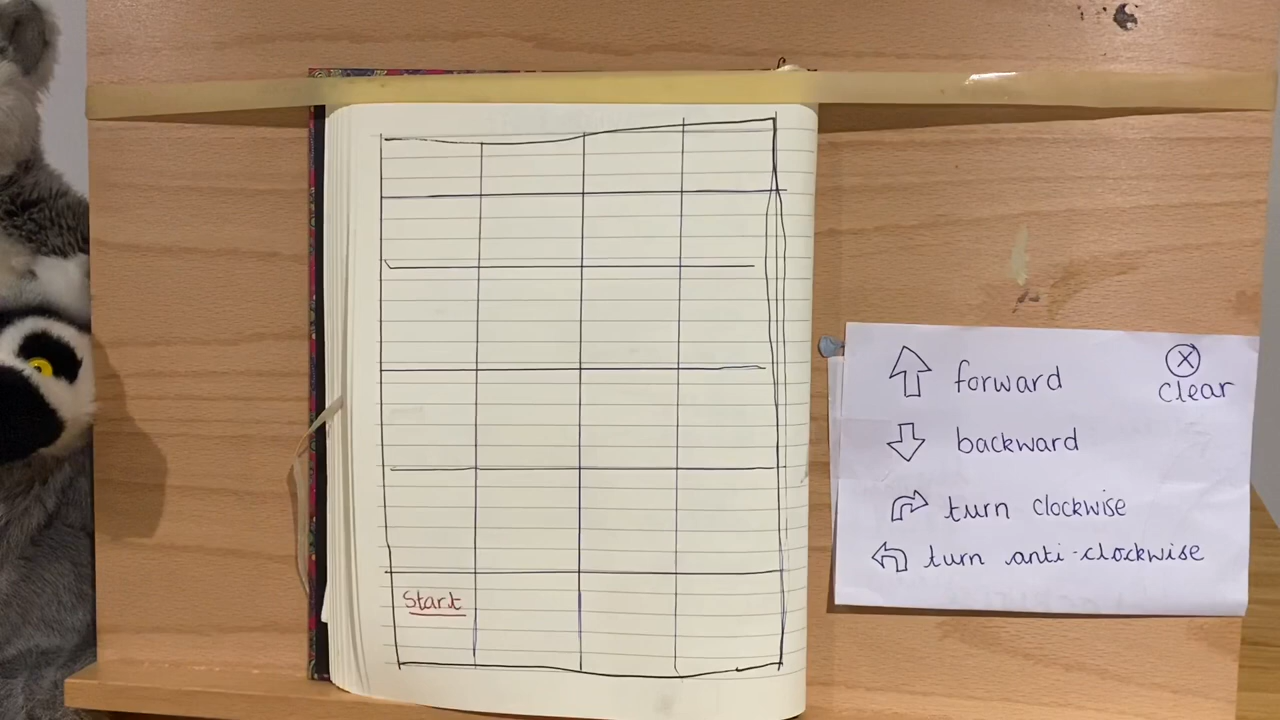 forward
clear
backward
turn clockwise
turn anti-clockwise
Start